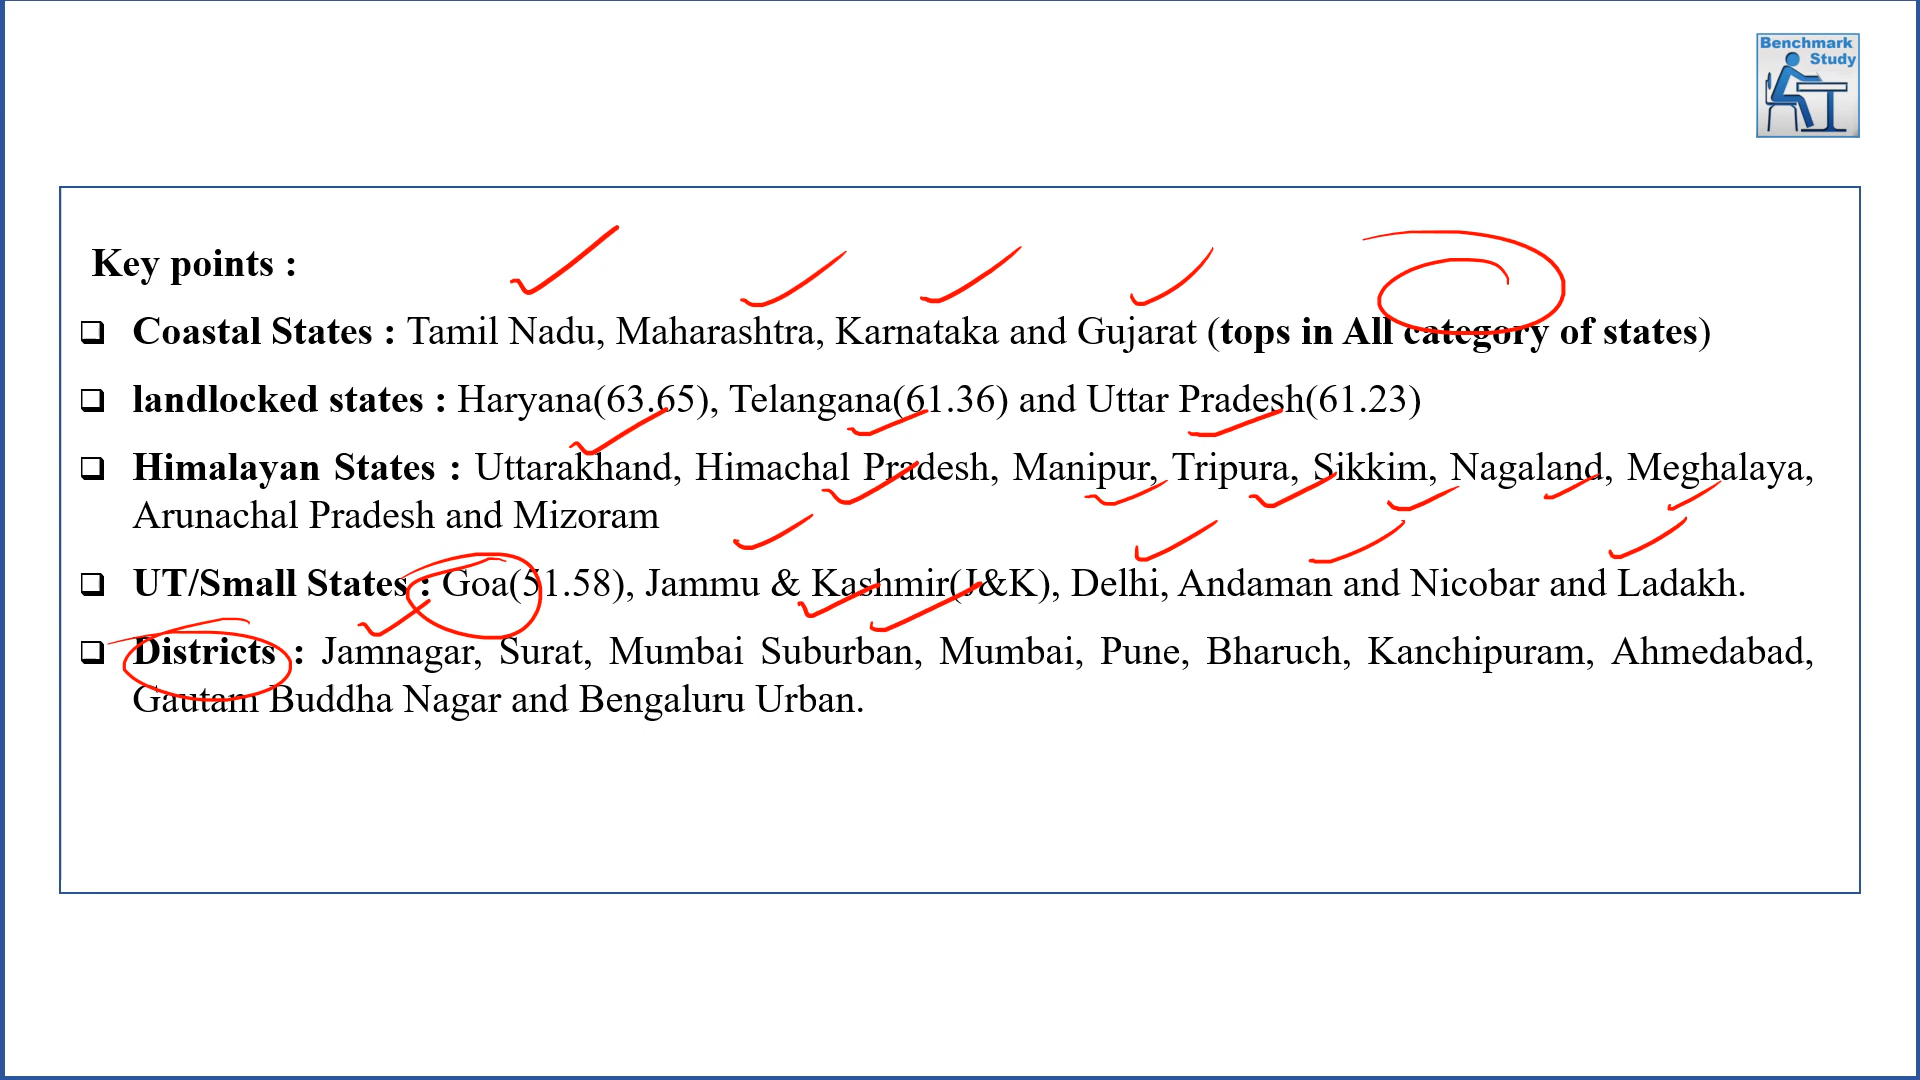 Benchmark
Study
Key points :
Coastal States : Tamil Nadu, Maharashtra, Karnataka and Gujarat (tops in All category of states)
landlocked states : Haryana(63.65), Telangana(61.36) and Uttar Pradesh(61.23)
Himalayan States : Uttarakhand, Himachal Pradesh, Manipur, Tripura, Sikkim, Nagaland, Meghalaya,
Arunachal Pradesh and Mizoram
UT/Small States : Goa(51.58), Jammu & Kashmir(J&K), Delhi, Andaman and Nicobar and Ladakh.
Districts : Jamnagar, Surat, Mumbai Suburban, Mumbai, Pune, Bharuch, Kanchipuram, Ahmedabad,
Gautam Buddha Nagar and Bengaluru Urban.